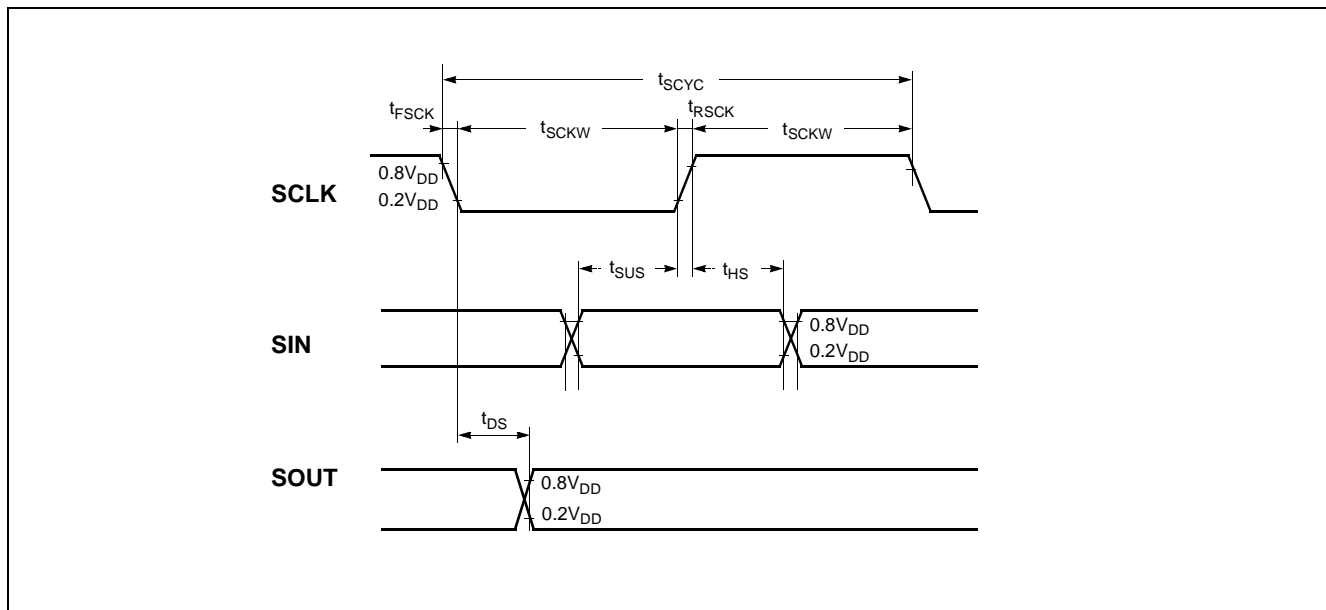 tSCYC
tFSCK
tSCKW
tRSCK
tSCKW
SCLK
0.8VDD
0.2VDD
tSUS
tHS
SIN
0.8VDD
0.2VDD
tDS
SOUT
0.8VDD
0.2VDD